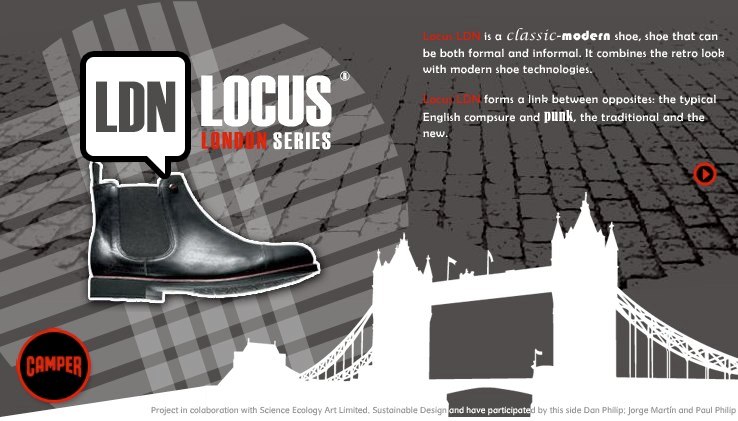 LDN
LOCUS ®
LONDON SERIES
Locus LDN is a classic-modern shoe, shoe that can
be both formal and informal. It combines the retro look
with modern shoe technologies.
Locus LDN forms a link between opposites: the typical
English compsure and punk, the traditional and the
new.
CAMPER
Project in colaboration with Science Ecology Art Limited. Sustainable Design and have participated by this side Dan Philip; Jorge Martín and Paul Philip